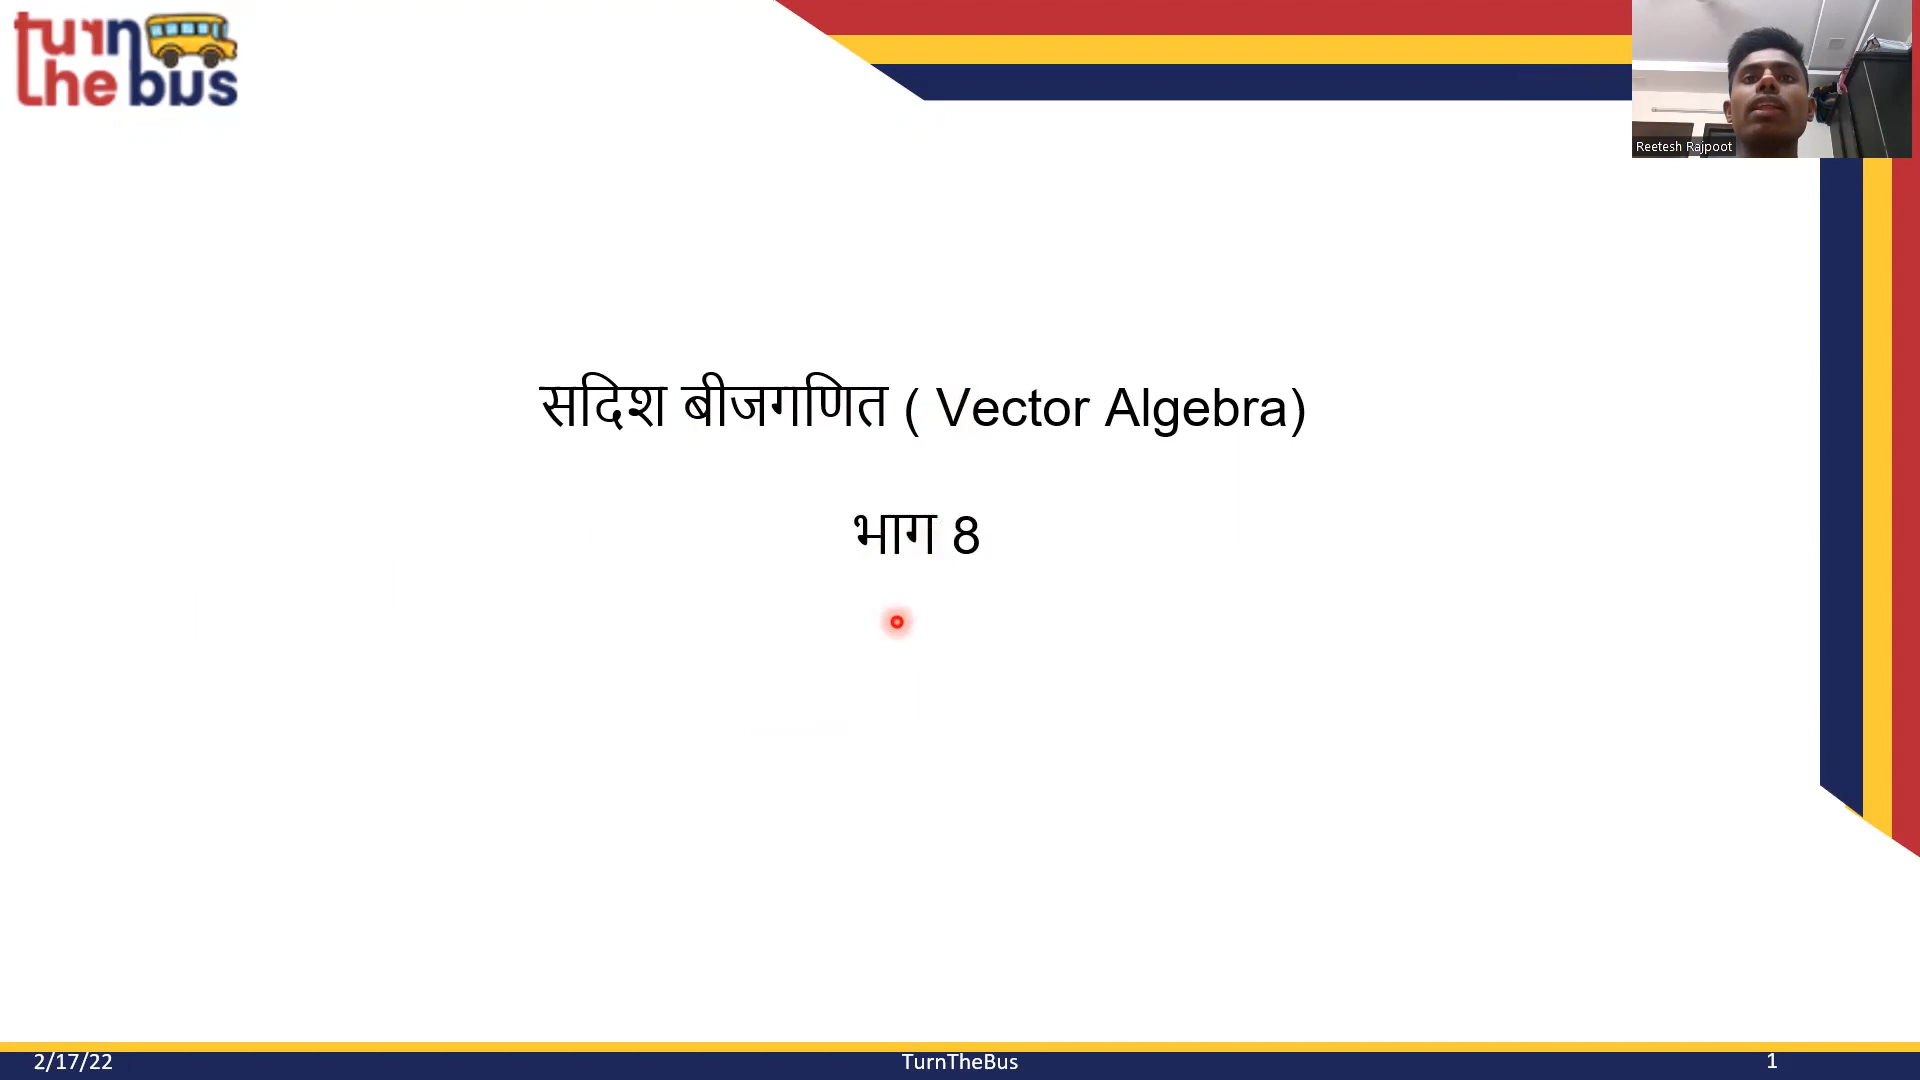 turn
the bus
Reetesh Rajpoot
सदिश बीजगणित ( Vector Algebra)
भाग 8
2/17/22
TurnTheBus
1